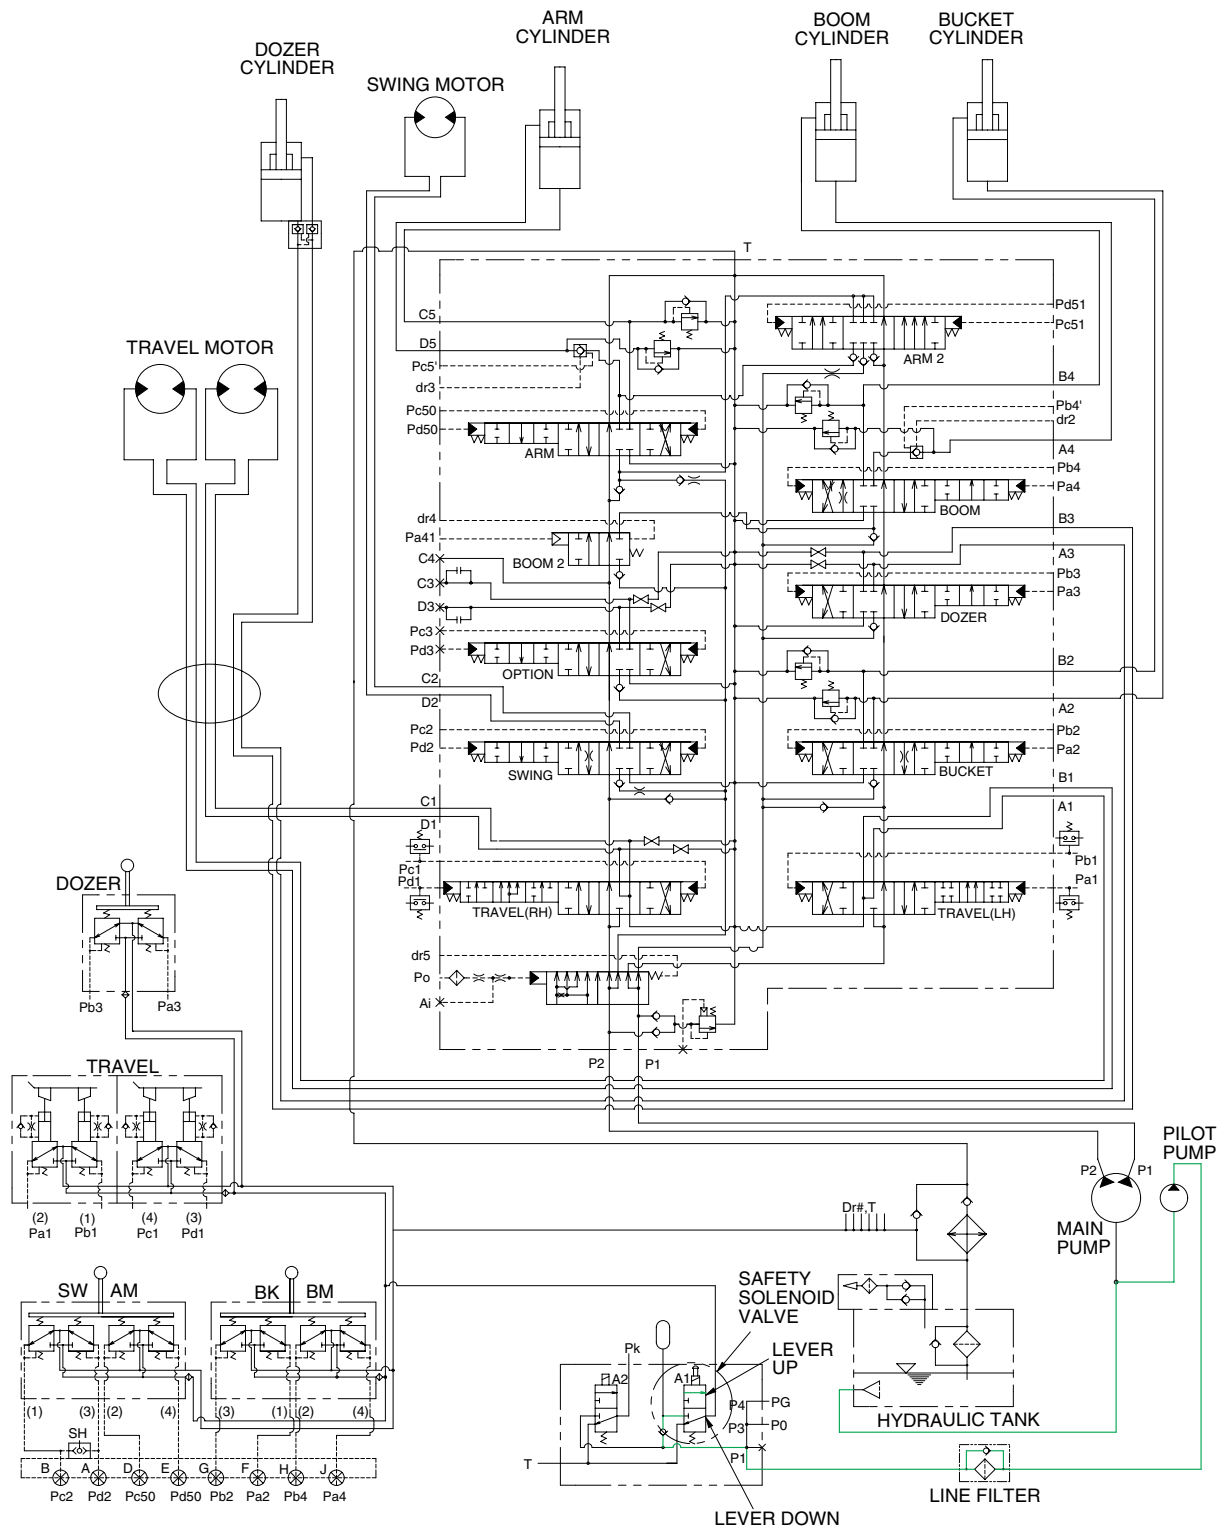 ARM
CYLINDER
BOOM
CYLINDER
BUCKET
CYLINDER
DOZER
CYLINDER
SWING MOTOR
TRAVEL MOTOR
T
C5
D5
Pc5'
dr3
Pc50
Pd50
ARM
dr4
Pa41
C4
C3
D3
Pc3
Pd3
BOOM 2
OPTION
C2
D2
Pc2
Pd2
SWING
C1
D1
Pc1
Pd1
TRAVEL(RH)
dr5
Po
Ai
P2
P1
Pd51
Pc51
ARM 2
B4
Pb4'
dr2
A4
Pb4
Pa4
BOOM
B3
A3
Pb3
Pa3
DOZER
B2
A2
Pb2
Pa2
BUCKET
B1
A1
Pb1
Pa1
TRAVEL(LH)
DOZER
Pb3
Pa3
TRAVEL
(2)
(1)
(4)
(3)
Pa1
Pb1
Pc1
Pd1
SW
AM
BK
BM
(1)
(3)
(2)
(4)
(3)
(1)
(2)
(4)
SH
B
A
D
E
G
F
H
J
Pc2
Pd2
Pc50
Pd50
Pb2
Pa2
Pb4
Pa4
PILOT
PUMP
P2
P1
MAIN
PUMP
Dr#,T
SAFETY
SOLENOID
VALVE
LEVER
UP
Pk
A2
A1
P4
P3
P1
PG
P0
T
LEVER DOWN
HYDRAULIC TANK
LINE FILTER